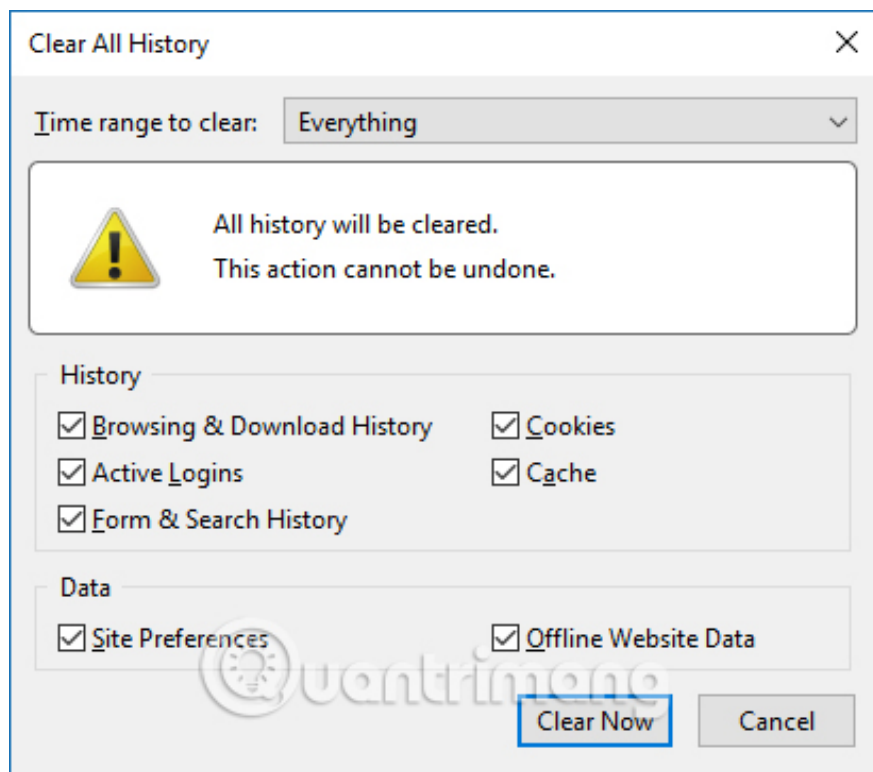 Clear All History
Time range to clear: Everything
All history will be cleared.
This action cannot be undone.
History
Browsing & Download History Cookies
Active Logins Cache
Form & Search History
Data
Site Preferences Offline Website Data
Quantrimang
Clear Now Cancel